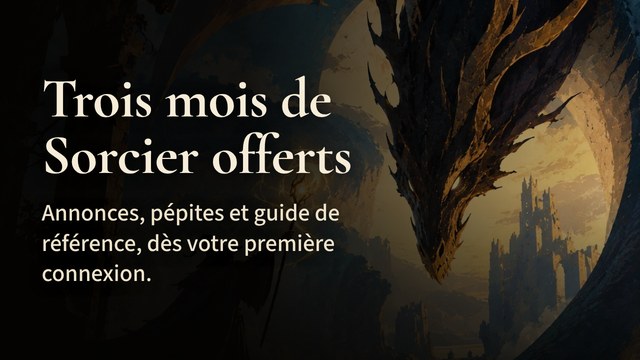 Trois mois de
Sorcier offerts
Annonces, pépites et guide de
référence, dès votre première
connexion.